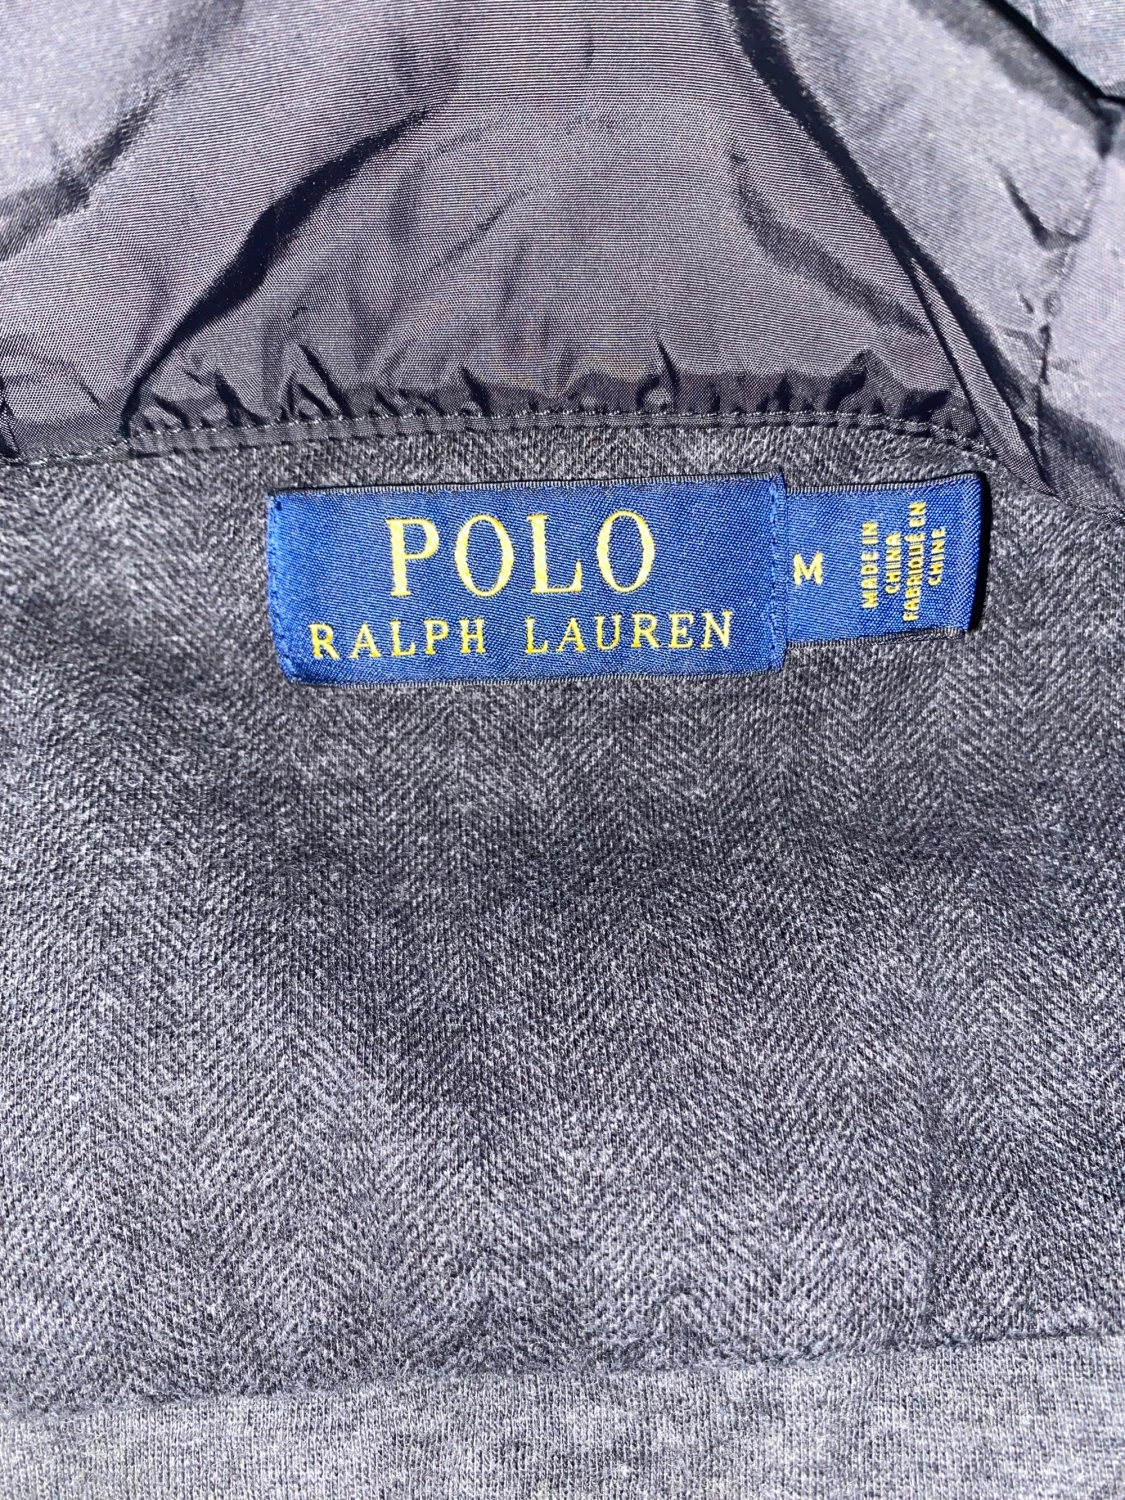 POLO
RALPH LAUREN
M
MADE IN
CHINA
FABRIQUÉ EN
CHINE